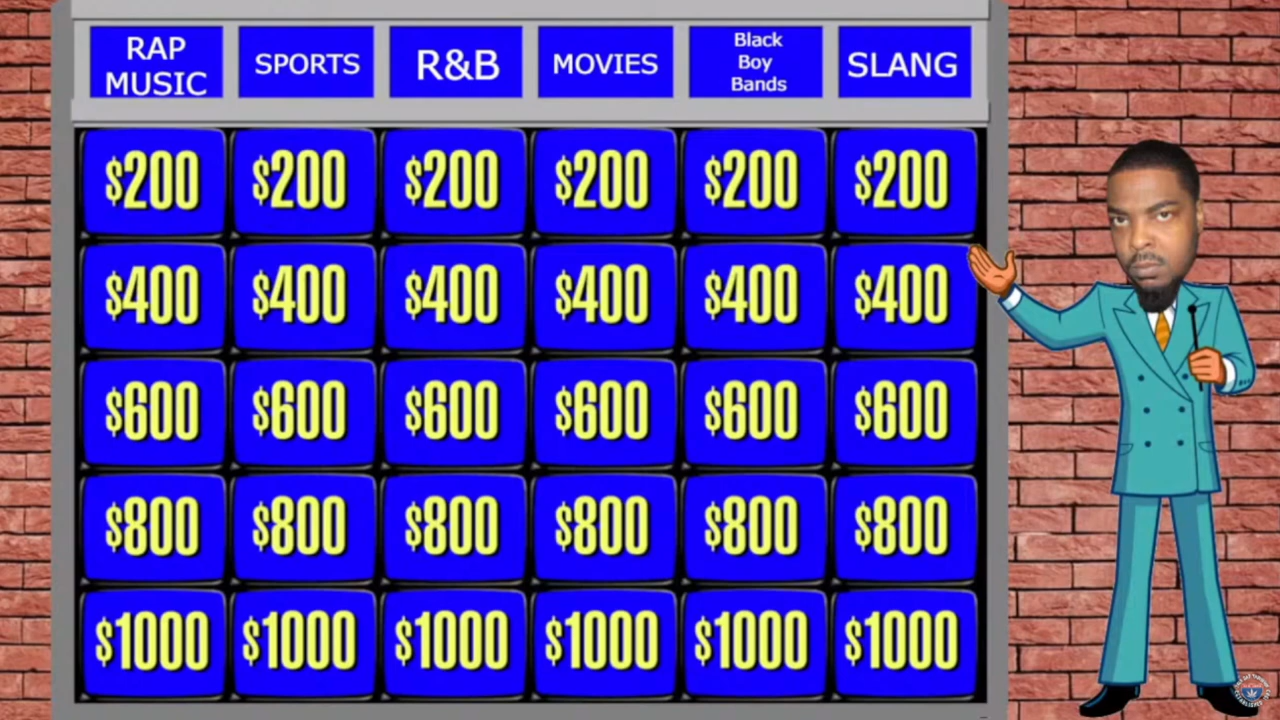 RAP
MUSIC
SPORTS
R&B
MOVIES
Black
Boy
Bands
SLANG
$200 $200 $200 $200 $200 $200
$400 $400 $400 $400 $400 $400
$600 $600 $600 $600 $600 $600
$800 $800 $800 $800 $800 $800
$1000 $1000 $1000 $1000 $1000 $1000